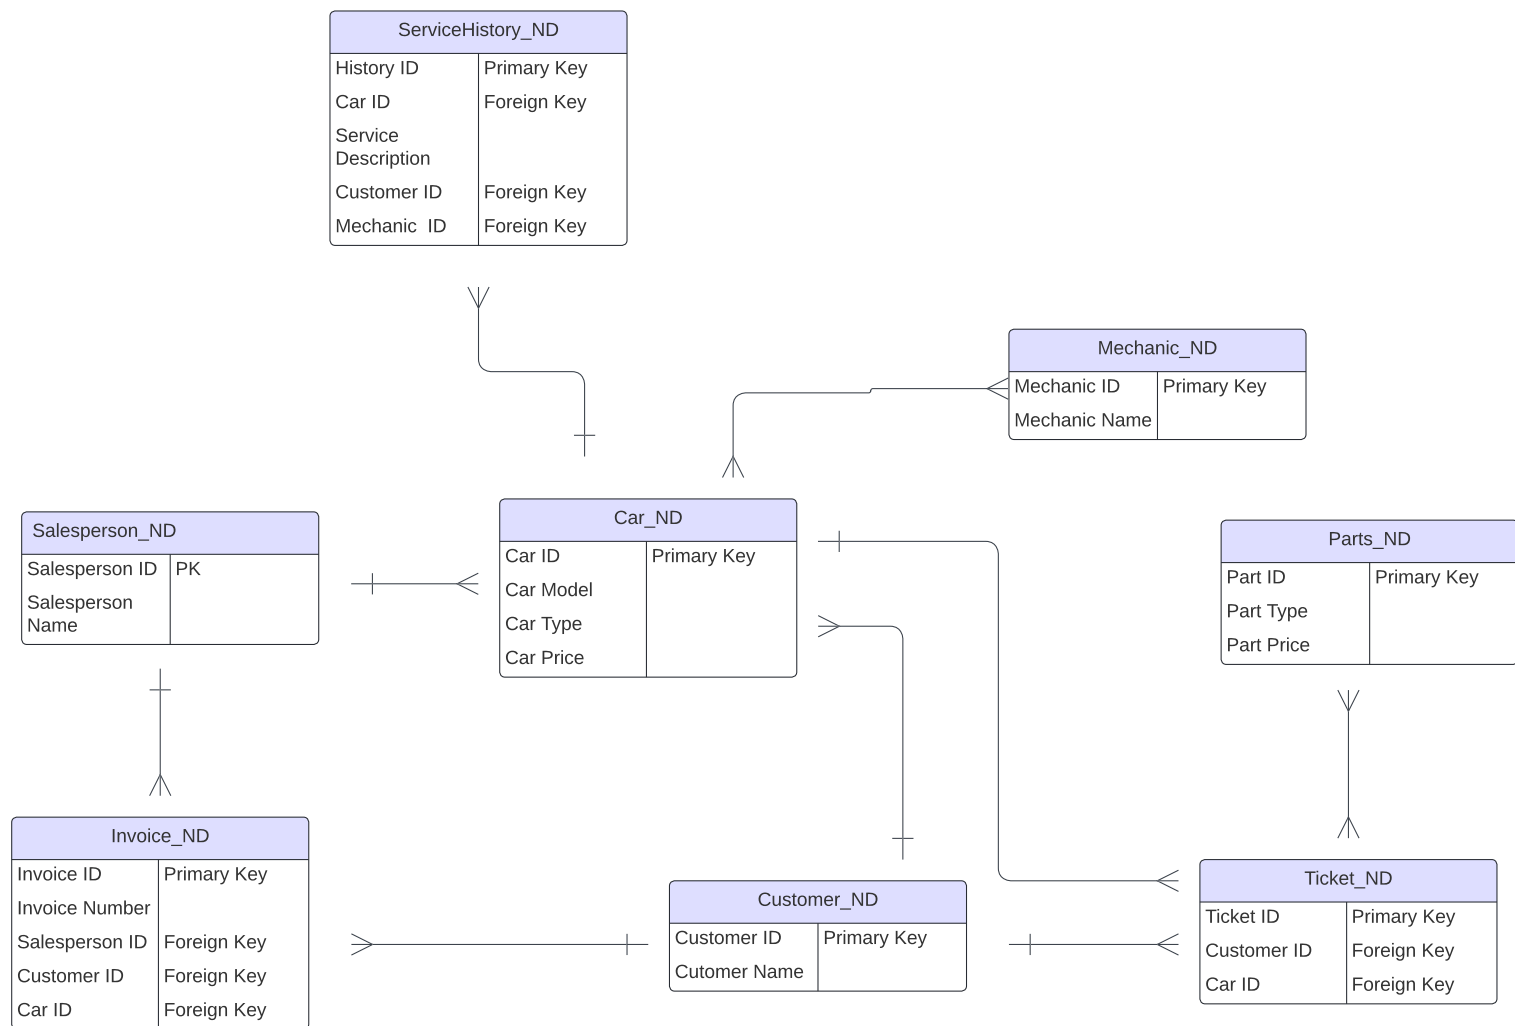 ServiceHistory_ND
History ID Primary Key
Car ID Foreign Key
Service
Description
Customer ID Foreign Key
Mechanic  ID Foreign Key
Mechanic_ND
Mechanic ID Primary Key
Mechanic Name
Salesperson_ND
Salesperson ID PK
Salesperson
Name
Car_ND
Car ID Primary Key
Car Model
Car Type
Car Price
Parts_ND
Part ID Primary Key
Part Type
Part Price
Invoice_ND
Invoice ID Primary Key
Invoice Number
Salesperson ID Foreign Key
Customer ID Foreign Key
Car ID Foreign Key
Customer_ND
Customer ID Primary Key
Cutomer Name
Ticket_ND
Ticket ID Primary Key
Customer ID Foreign Key
Car ID Foreign Key